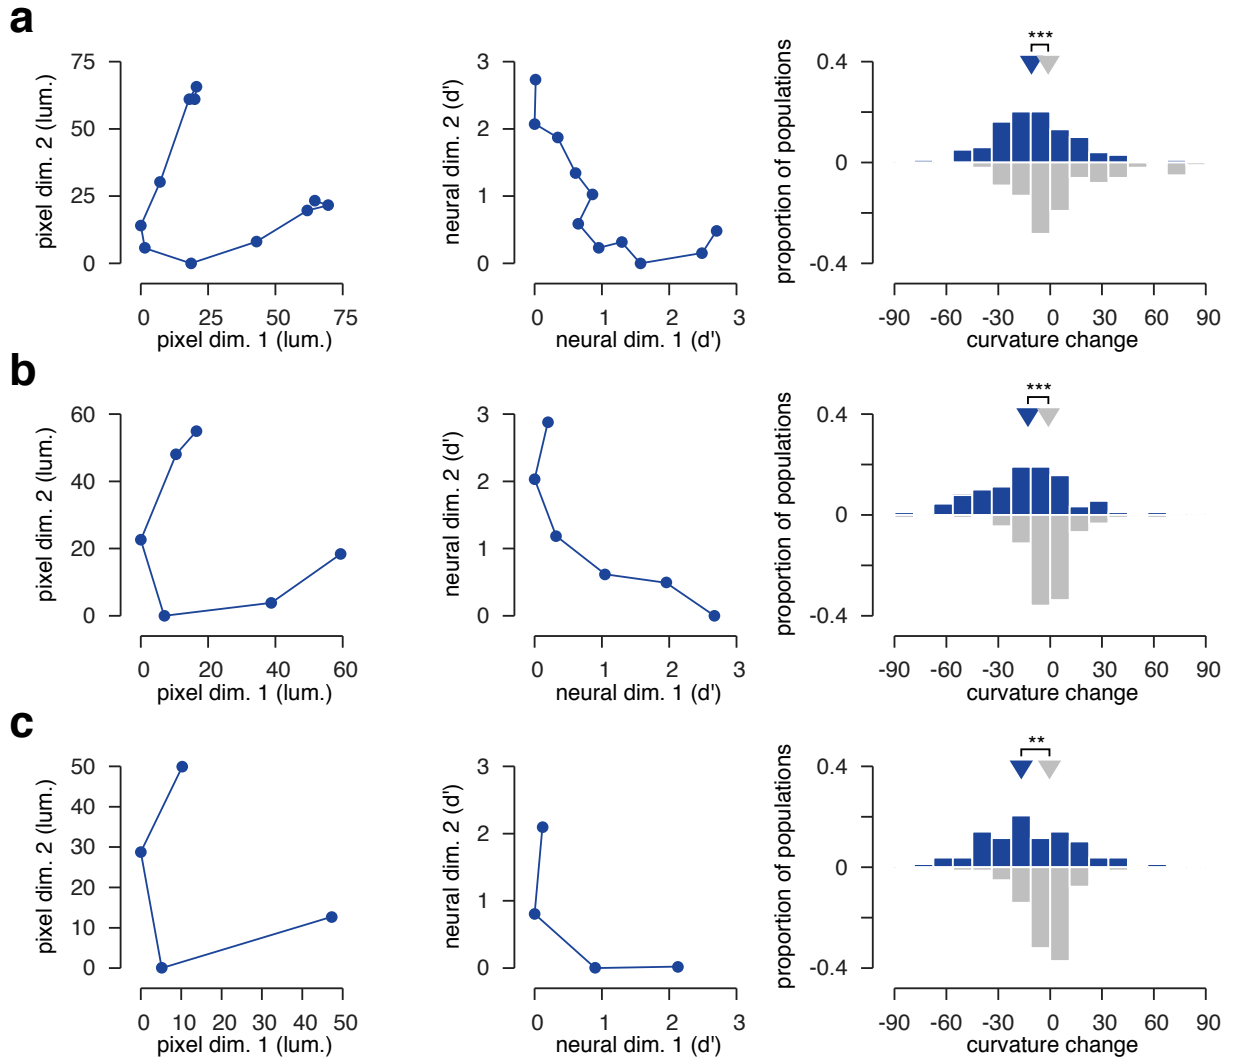 a
pixel dim. 2 (lum.)
75
50
25
0
0 25 50 75
pixel dim. 1 (lum.)
neural dim. 2 (d')
3
2
1
0
0 1 2 3
neural dim. 1 (d')
proportion of populations
0.4
0
-0.4
***
-90 -60 -30 0 30 60 90
curvature change
b
pixel dim. 2 (lum.)
60
40
20
0
0 20 40 60
pixel dim. 1 (lum.)
neural dim. 2 (d')
3
2
1
0
0 1 2 3
neural dim. 1 (d')
proportion of populations
0.4
0
-0.4
***
-90 -60 -30 0 30 60 90
curvature change
c
pixel dim. 2 (lum.)
50
40
30
20
10
0
0 10 20 30 40 50
pixel dim. 1 (lum.)
neural dim. 2 (d')
3
2
1
0
0 1 2 3
neural dim. 1 (d')
proportion of populations
0.4
0
-0.4
**
-90 -60 -30 0 30 60 90
curvature change